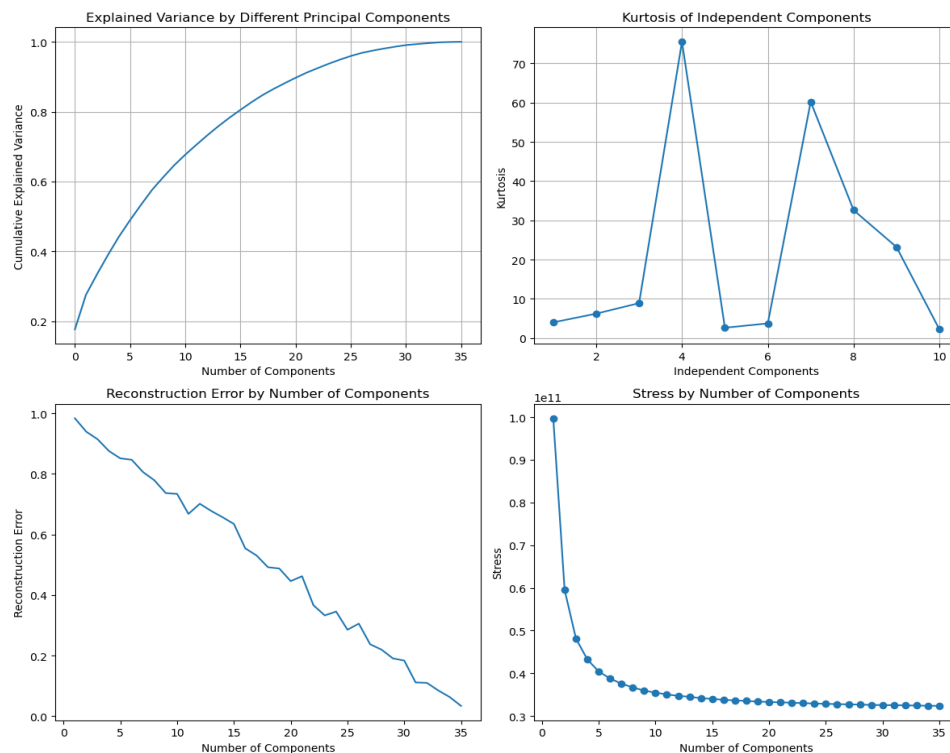 Explained Variance by Different Principal Components
Cumulative Explained Variance
1.0
0.8
0.6
0.4
0.2
0 5 10 15 20 25 30 35
Number of Components
Kurtosis of Independent Components
Kurtosis
70
60
50
40
30
20
10
0
2 4 6 8 10
Independent Components
Reconstruction Error by Number of Components
Reconstruction Error
1.0
0.8
0.6
0.4
0.2
0.0
0 5 10 15 20 25 30 35
Number of Components
Stress by Number of Components
1e11
Stress
1.0
0.9
0.8
0.7
0.6
0.5
0.4
0.3
0 5 10 15 20 25 30 35
Number of Components